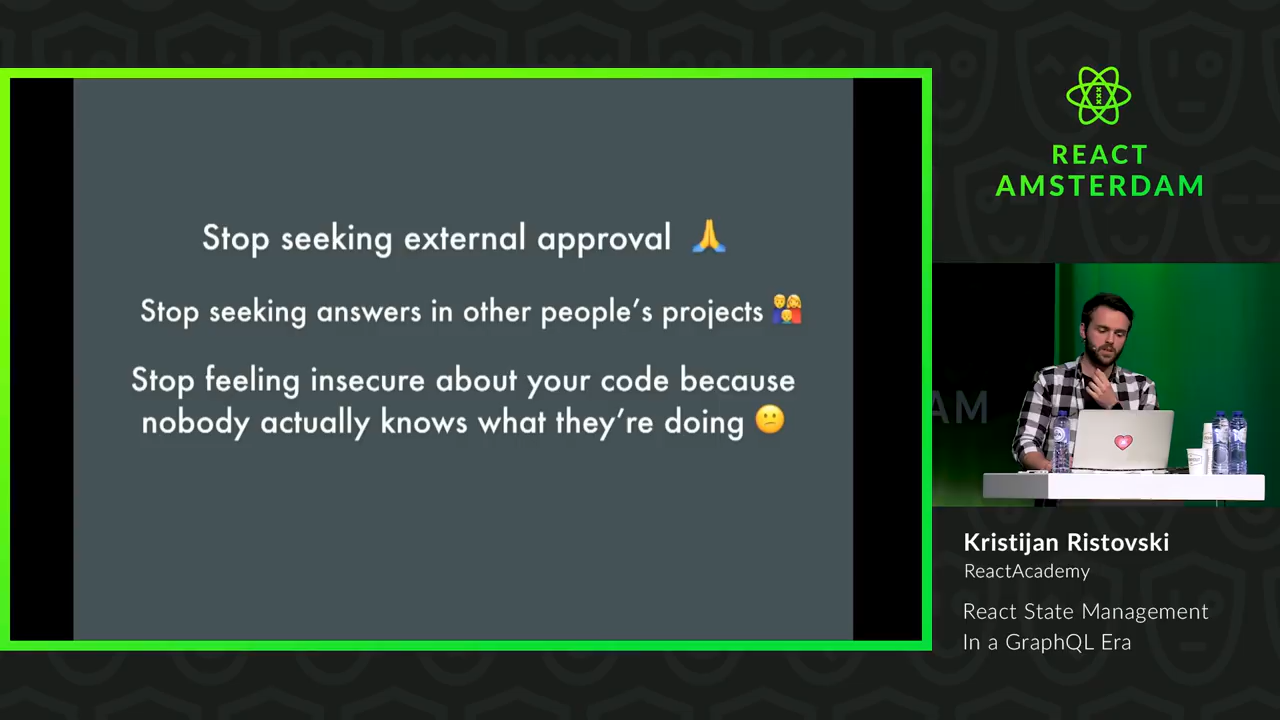 Stop seeking external approval 🙏
Stop seeking answers in other people’s projects 👨‍👩‍👦
Stop feeling insecure about your code because
nobody actually knows what they’re doing 😕
REACT
AMSTERDAM
AM
Kristijan Ristovski
ReactAcademy
React State Management
In a GraphQL Era